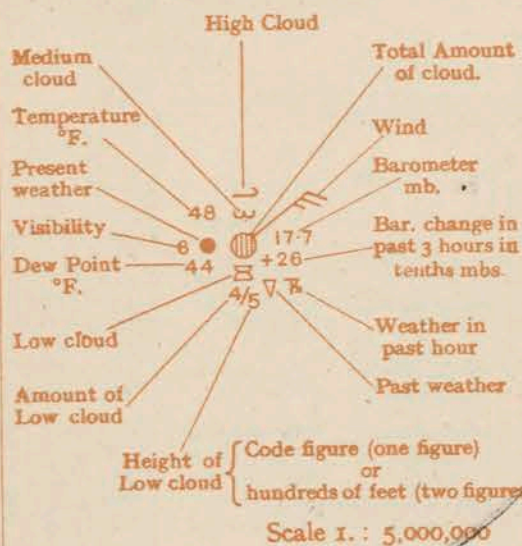 High Cloud
Medium
cloud
Total Amount
of cloud.
Temperature
°F.
Wind
Present
weather
Barometer
mb.
48
Visibility
6
17.7
Bar. change in
past 3 hours in
tenths mbs.
+26
Dew Point
°F.
44
4/5
Low cloud
Weather in
past hour
Amount of
Low cloud
Past weather
Height of
Low cloud
Code figure (one figure)
or
hundreds of feet (two figure
Scale 1. : 5,000,000